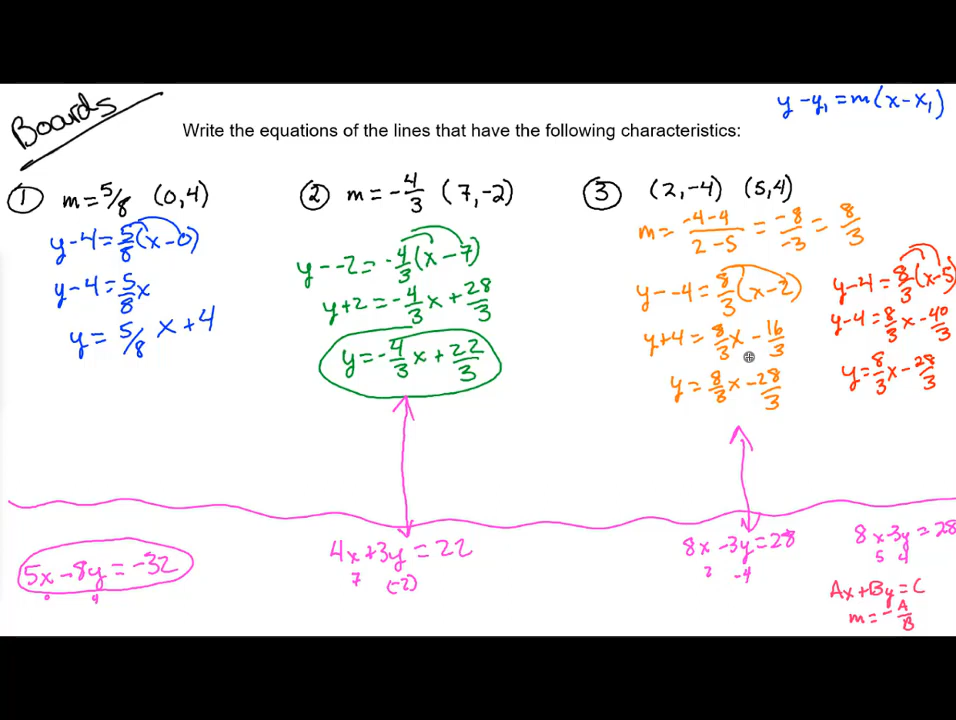 Boards
y - y₁ = m(x - x₁)
Write the equations of the lines that have the following characteristics:
① m = 5/8 (0,4)
y - 4 = 5/8(x - 0)
y - 4 = 5/8x
y = 5/8 x + 4
② m = -4/3 (7,-2)
y - -2 = -4/3(x - 7)
y + 2 = -4/3x + 28/3
y = -4/3x + 22/3
③ (2,-4) (5,4)
m = -4-4/2-5 = -8/-3 = 8/3
y - -4 = 8/3(x - 2)
y + 4 = 8/3x - 16/3
y = 8/3x - 28/3
y - 4 = 8/3(x - 5)
y - 4 = 8/3x - 40/3
y = 8/3x - 28/3
5x - 8y = -32
0 4
4x + 3y = 22
7 (-2)
8x - 3y = 28
2 -4
8x - 3y = 28
5 4
Ax + By = C
m = -A/B